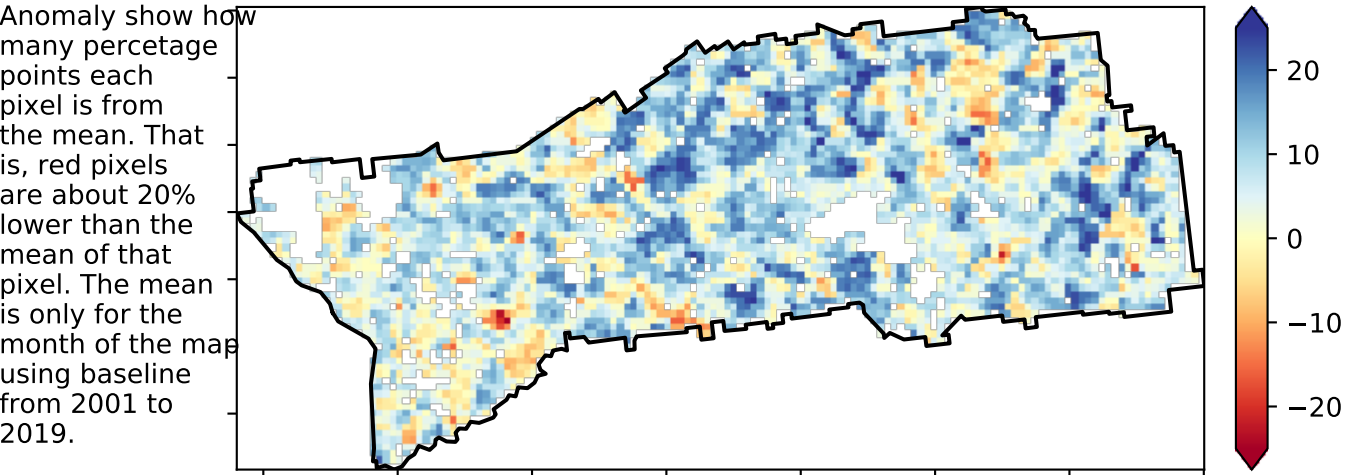 Anomaly show how
many percetage
points each
pixel is from
the mean. That
is, red pixels
are about 20%
lower than the
mean of that
pixel. The mean
is only for the
month of the map
using baseline
from 2001 to
2019.
20
10
0
−10
−20